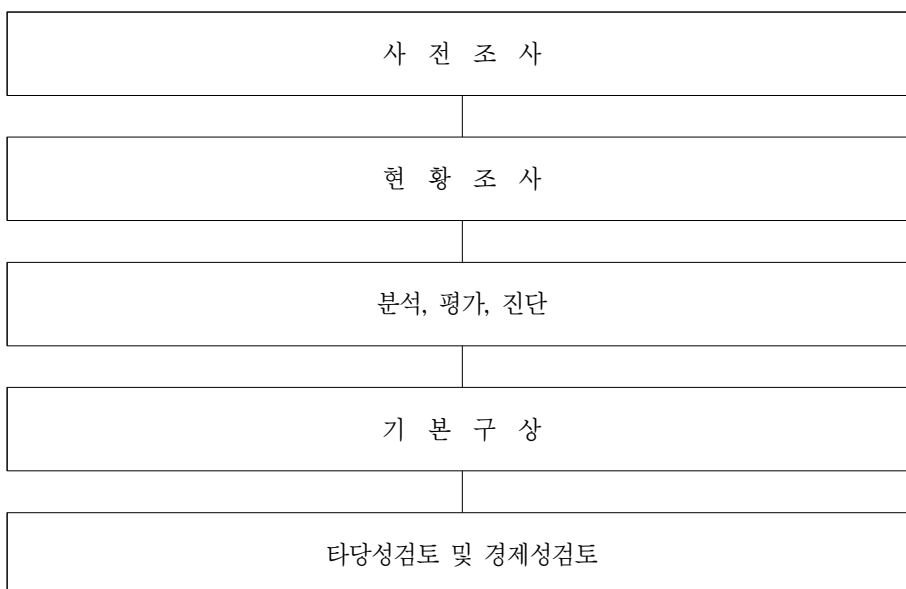 사 전 조 사
현 황 조 사
분석, 평가, 진단
기 본 구 상
타당성검토 및 경제성검토